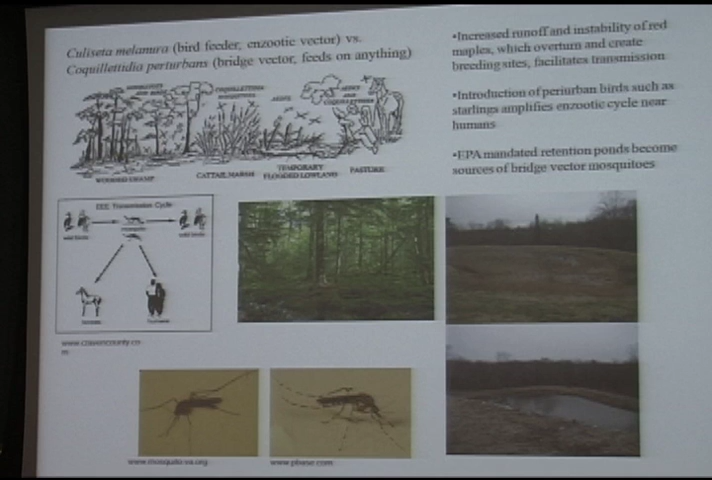 Culiseta melanura (bird feeder, enzootic vector) vs.
Coquillettidia perturbans (bridge vector, feeds on anything)
WOODED SWAMP
CATTAIL MARSH
TEMPORARY
FLOODED LOWLAND
PASTURE
EEE Transmission Cycle
www.cravencounty.co
m
www.mosquito-va.org
•Increased runoff and instability of red
maples, which overturn and create
breeding sites, facilitates transmission
•Introduction of periurban birds such as
starlings amplifies enzootic cycle near
humans
•EPA mandated retention ponds become
sources of bridge vector mosquitoes